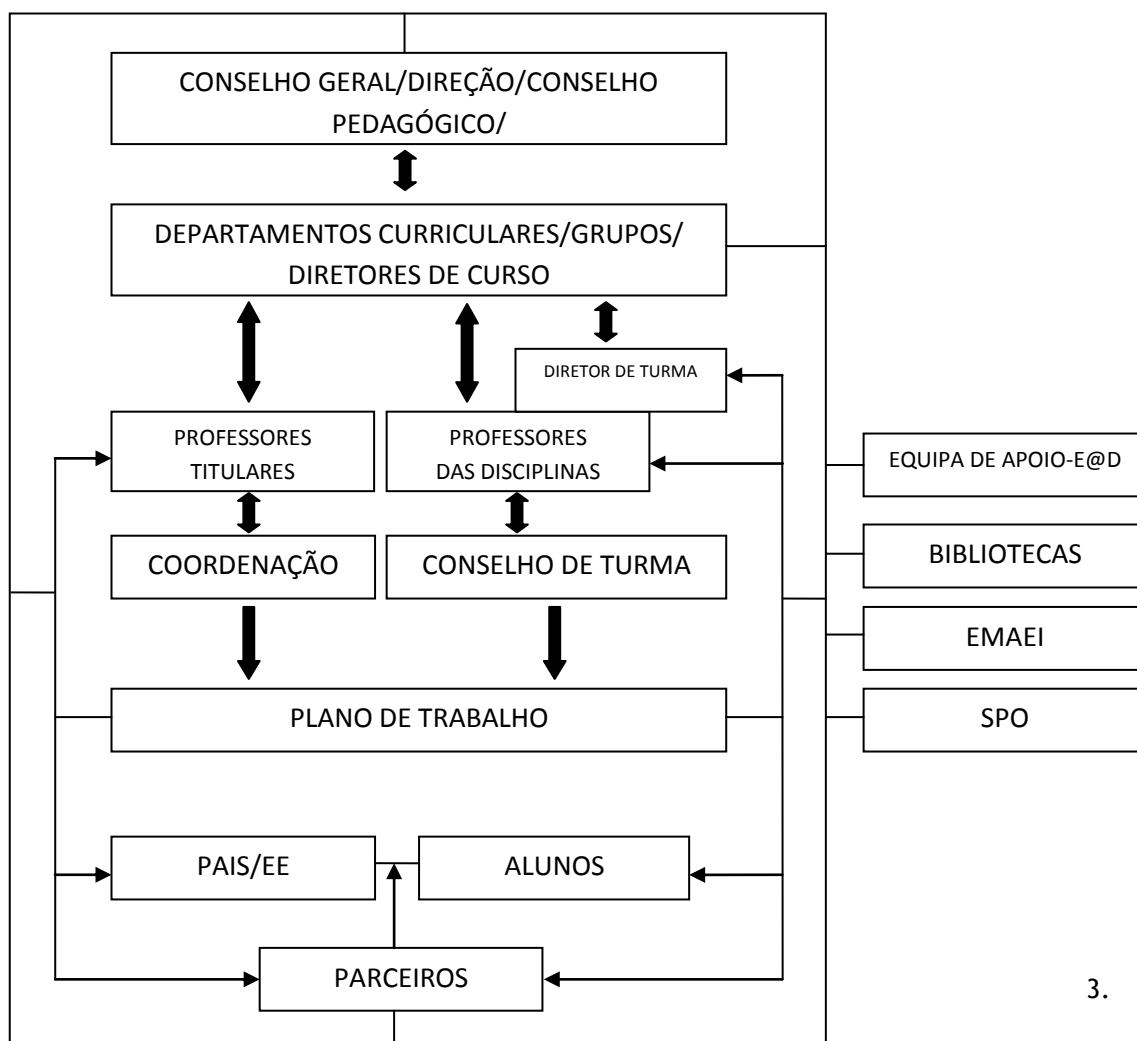 CONSELHO GERAL/DIREÇÃO/CONSELHO
PEDAGÓGICO/
DEPARTAMENTOS CURRICULARES/GRUPOS/
DIRETORES DE CURSO
DIRETOR DE TURMA
PROFESSORES
TITULARES
PROFESSORES
DAS DISCIPLINAS
EQUIPA DE APOIO-E@D
COORDENAÇÃO
CONSELHO DE TURMA
BIBLIOTECAS
EMAEI
PLANO DE TRABALHO
SPO
PAIS/EE
ALUNOS
PARCEIROS
3.